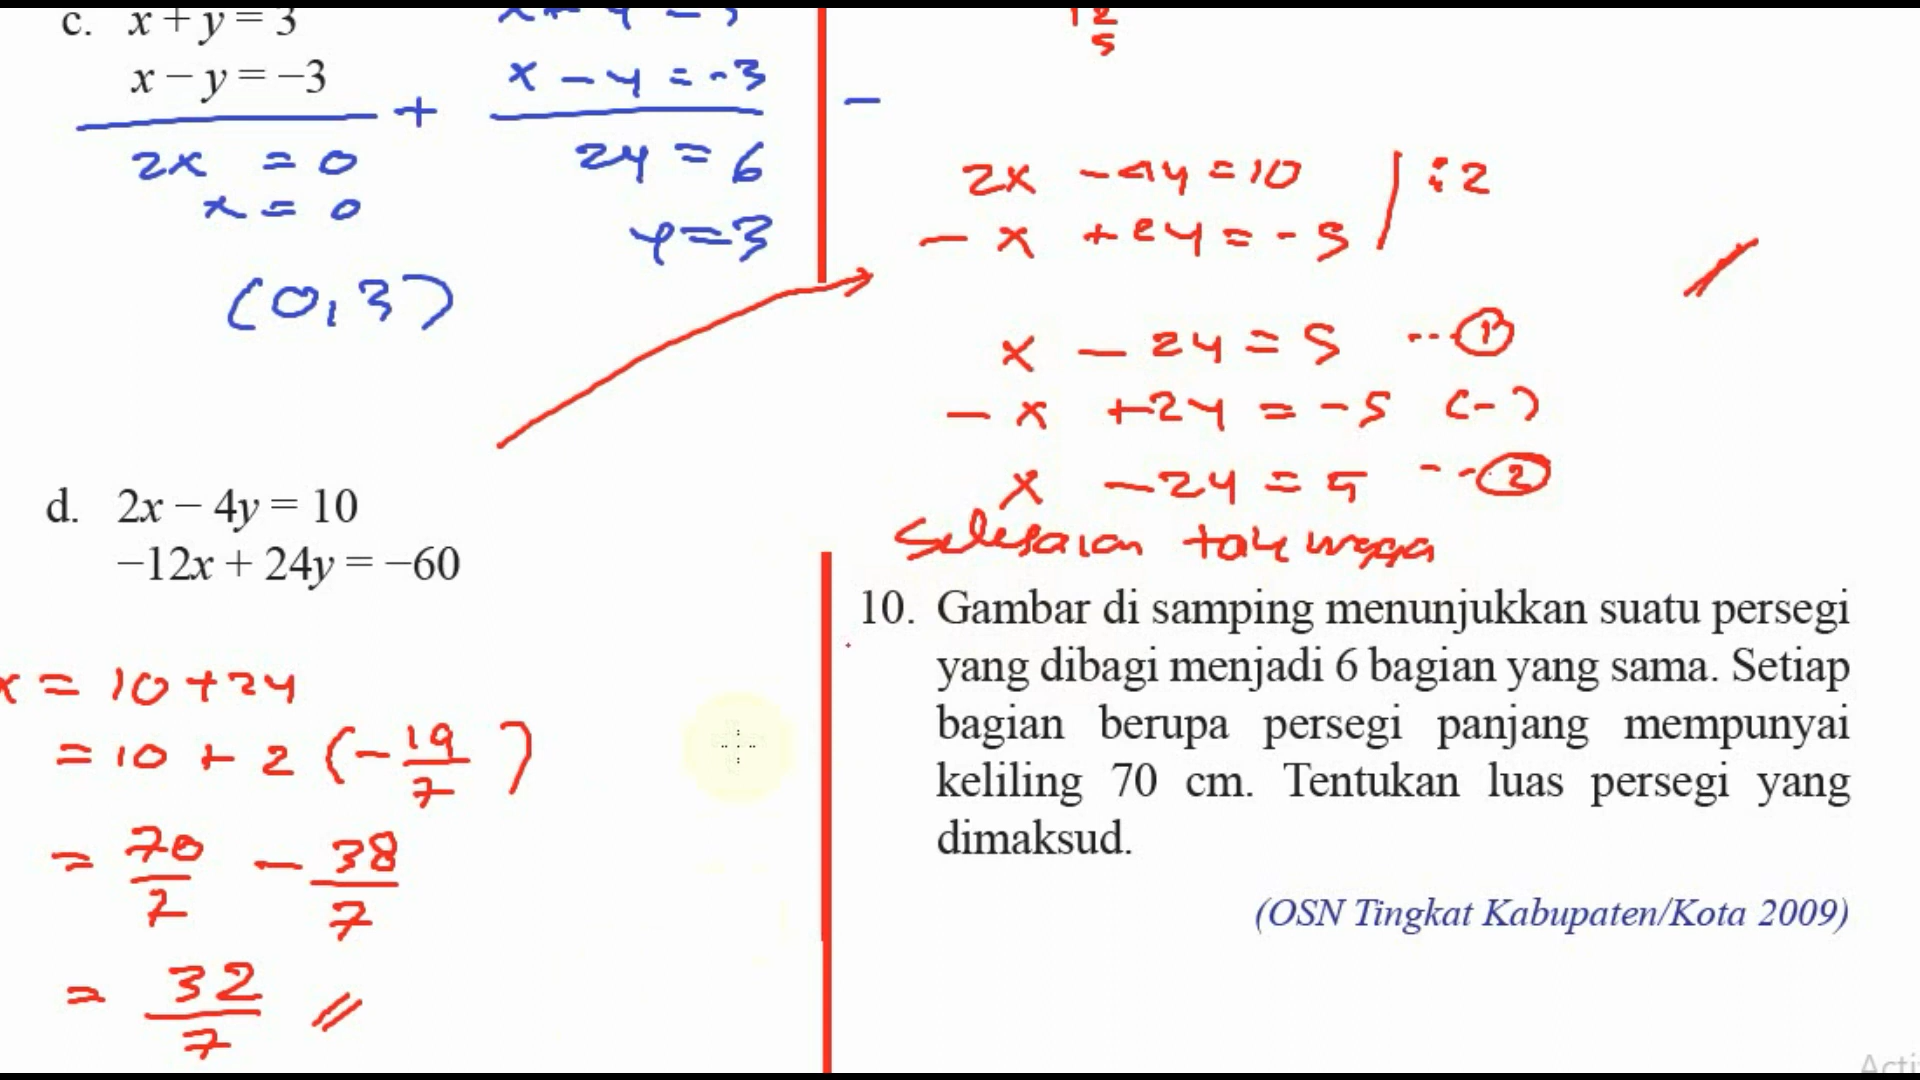 c. x + y = 3
x − y = −3
+
2x = 0
x = 0
(0,3)
x + y = 3
x − y = -3
−
2y = 6
y = 3
12/5
2x − 4y = 10 | : 2
− x + 2y = - 5
x − 2y = 5 ... 1
− x + 2y = - 5 (-)
x − 2y = 5 ... 2
Selesaian tak hingga
d. 2x − 4y = 10
−12x + 24y = −60
x = 10 + 2y
= 10 + 2 (- 19/7)
= 70/7 − 38/7
= 32/7 //
10. Gambar di samping menunjukkan suatu persegi
yang dibagi menjadi 6 bagian yang sama. Setiap
bagian berupa persegi panjang mempunyai
keliling 70 cm. Tentukan luas persegi yang
dimaksud.
(OSN Tingkat Kabupaten/Kota 2009)